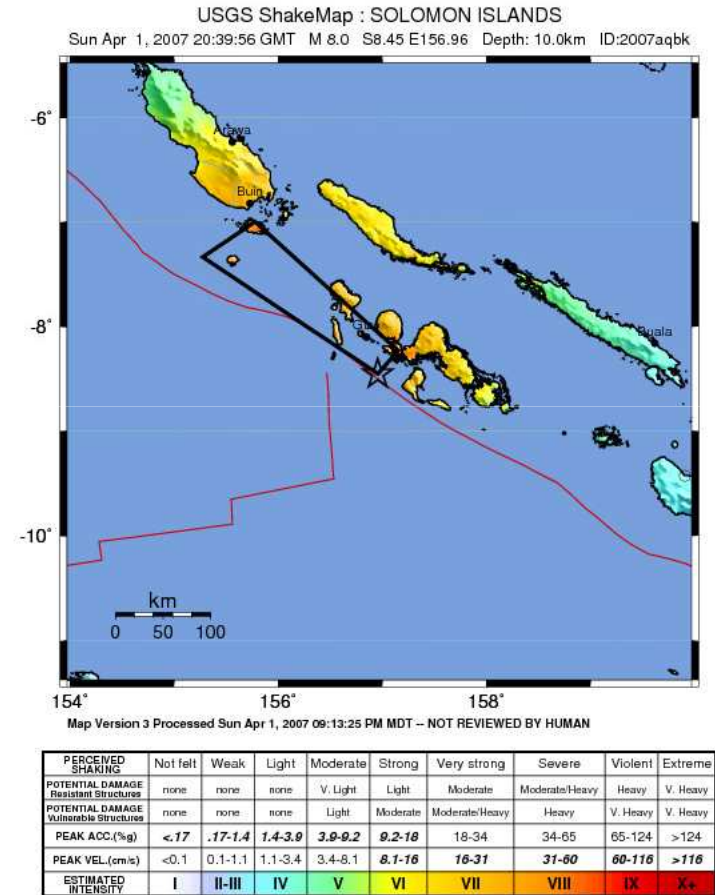 USGS ShakeMap : SOLOMON ISLANDS
Sun Apr 1, 2007 20:39:56 GMT M 8.0 S8.45 E156.96 Depth: 10.0km ID:2007aqbk
-6°
Arawa
Buin
-8°
Buala
-10°
km
0 50 100
154° 156° 158°
Map Version 3 Processed Sun Apr 1, 2007 09:13:25 PM MDT -- NOT REVIEWED BY HUMAN
PERCEIVED SHAKING Not felt Weak Light Moderate Strong Very strong Severe Violent Extreme
POTENTIAL DAMAGE Resistant Structures none none none V. Light Light Moderate Moderate/Heavy Heavy V. Heavy
POTENTIAL DAMAGE Vulnerable Structures none none none Light Moderate Moderate/Heavy Heavy V. Heavy V. Heavy
PEAK ACC.(%g) <.17 .17-1.4 1.4-3.9 3.9-9.2 9.2-18 18-34 34-65 65-124 >124
PEAK VEL.(cm/s) <0.1 0.1-1.1 1.1-3.4 3.4-8.1 8.1-16 16-31 31-60 60-116 >116
ESTIMATED INTENSITY I II-III IV V VI VII VIII IX X+